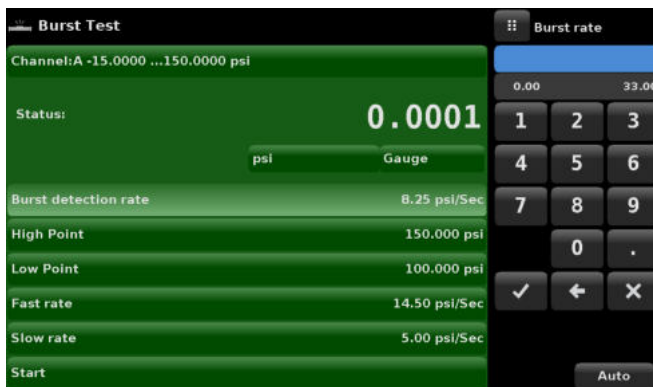 Burst Test
Channel:A -15.0000 ...150.0000 psi
Status:
0.0001
psi
Gauge
Burst detection rate 8.25 psi/Sec
High Point 150.000 psi
Low Point 100.000 psi
Fast rate 14.50 psi/Sec
Slow rate 5.00 psi/Sec
Start
Burst rate
0.00 33.00
1 2 3
4 5 6
7 8 9
0 .
Auto